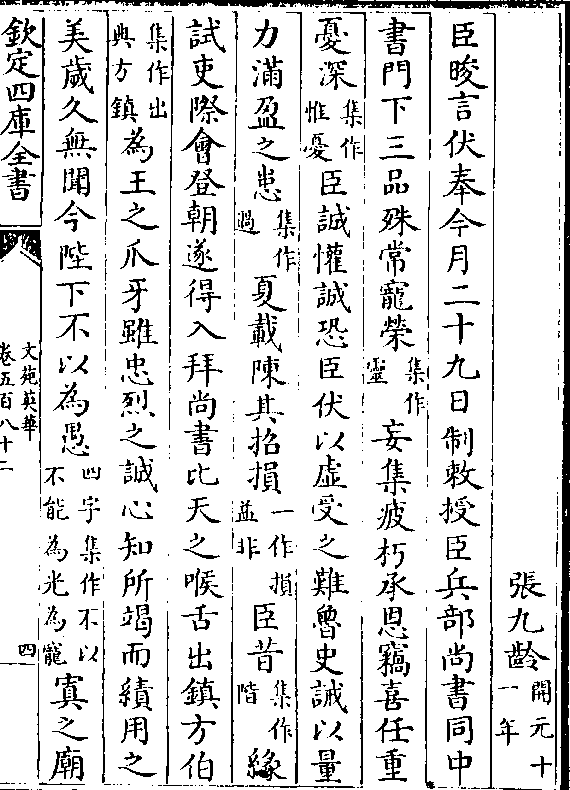 張九齡開元十一年
臣晙言伏奉今月二十九日制敕授臣兵部尚書同中
書門下三品殊常寵榮集作靈妄集疲朽承恩竊喜任重
憂深集作惟憂臣誠懽誠恐臣伏以虛受之難魯史誡以量
力滿盈之患集作過夏載陳其招損一作損益非臣昔集作階緣
試吏際會登朝遂得入拜尚書比天之喉舌出鎮方伯
集作出典方鎮為王之爪牙雖忠烈之誠心知所竭而績用之
美歲久無聞今陛下不以為愚四字集作不以不能為光為寵寘之廟
欽定四庫全書
文苑英華
卷五百八十二
四